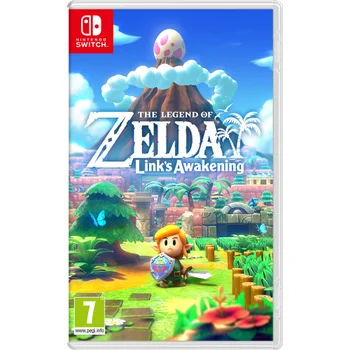 NINTENDO
SWITCH
THE LEGEND OF
ZELDA
Link's Awakening
7
www.pegi.info